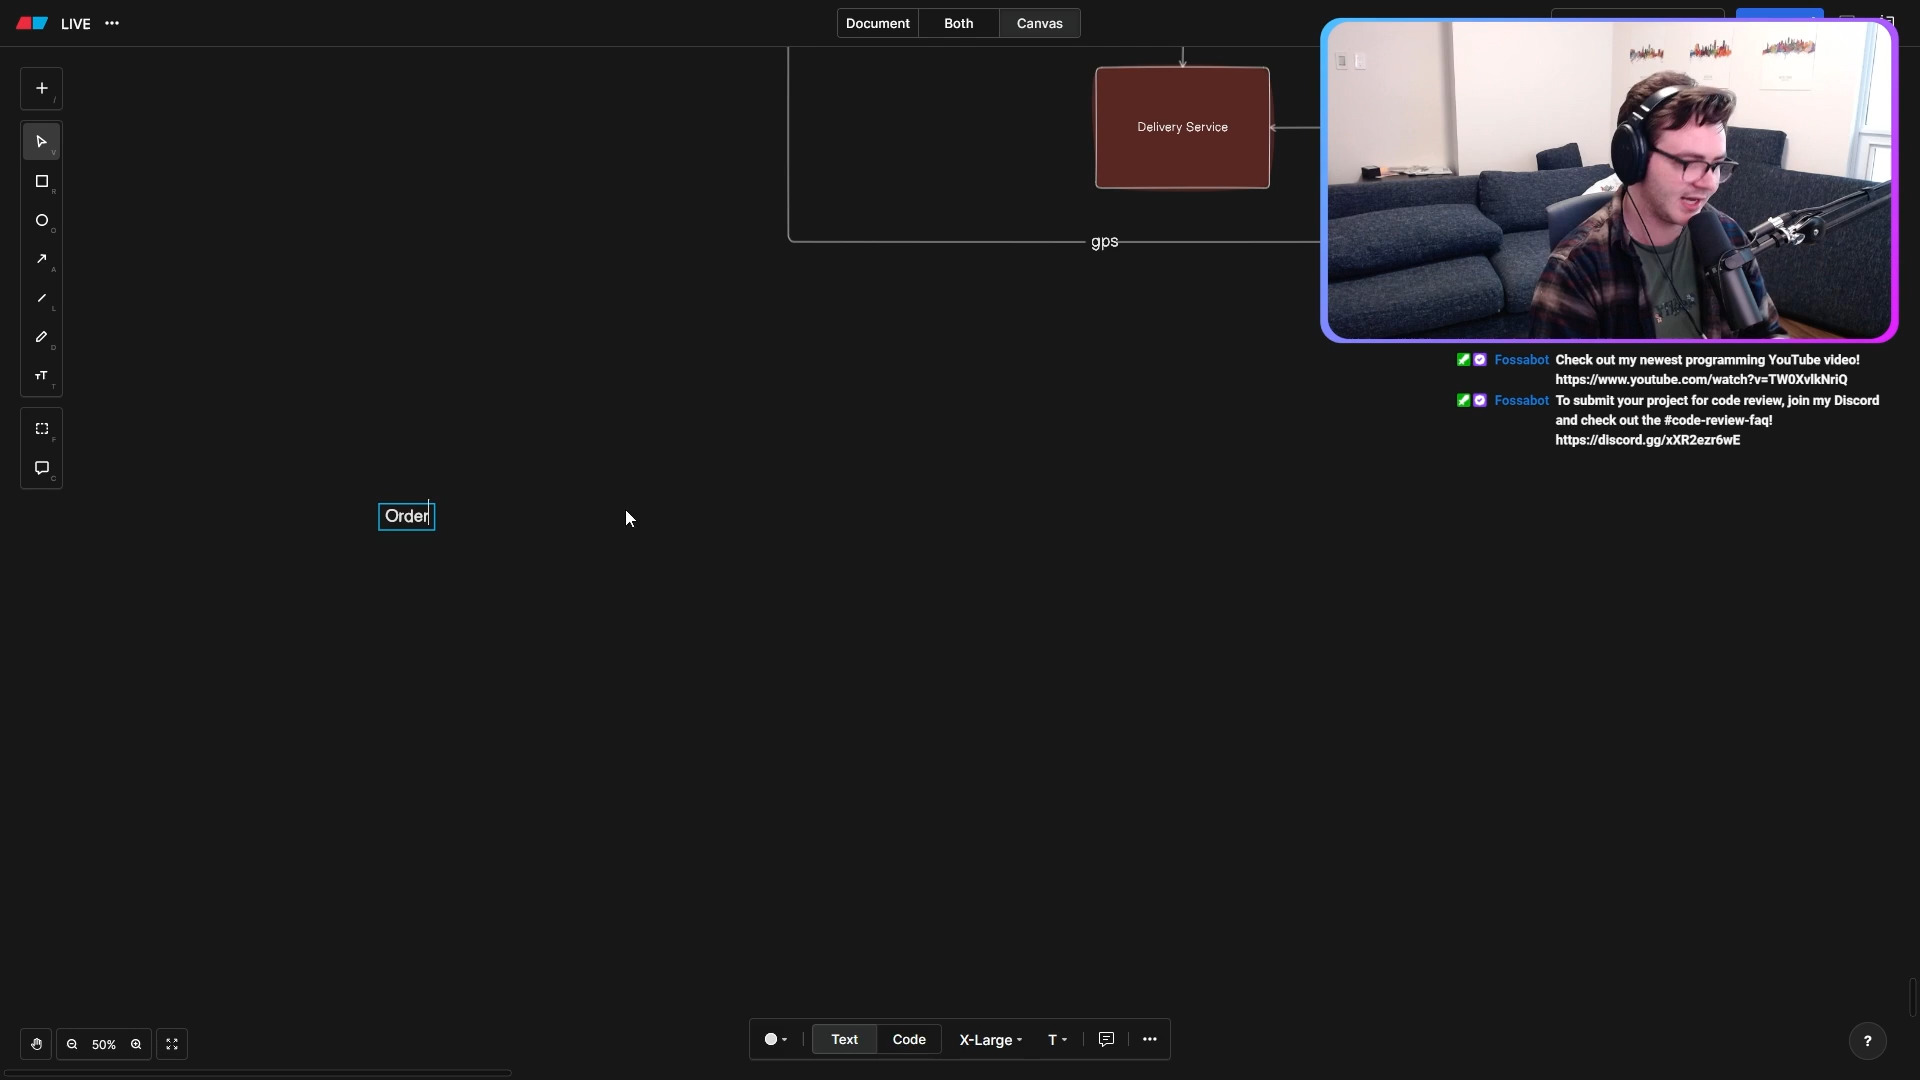 LIVE
Document
Both
Canvas
Delivery Service
gps
Fossabot Check out my newest programming YouTube video!
https://www.youtube.com/watch?v=TW0XvlkNriQ
Fossabot To submit your project for code review, join my Discord
and check out the #code-review-faq!
https://discord.gg/xXR2ezr6wE
/
V
R
O
A
L
D
T
F
C
Order
50%
Text
Code
X-Large
T
?